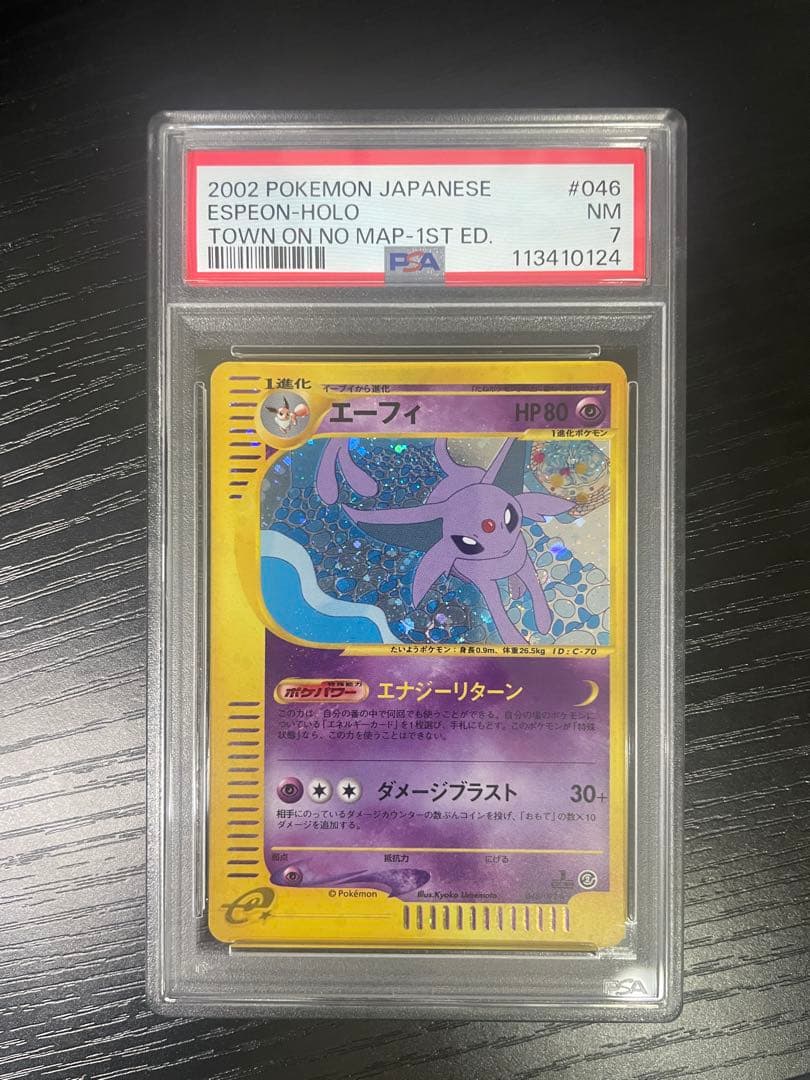 2002 POKEMON JAPANESE #046
ESPEON-HOLO NM
TOWN ON NO MAP-1ST ED. 7
PSA 113410124
1進化 イーブイから進化
エーフィ HP80
1進化ポケモン
たいようポケモン:身長0.9m、体重26.5kg ID:C-70
特殊能力
ポケパワー エナジーリターン
この力は、自分の番の中で何回でも使うことができる。自分の場のポケモンに
ついている「エネルギーカード」を1枚選び、手札にもどす。このポケモンが「特殊
状態」なら、この力を使うことはできない。
ダメージブラスト 30+
相手にのっているダメージカウンターの数ぶんコインを投げ、「おもて」の数×10
ダメージを追加する。
弱点 抵抗力 にげる
©Pokémon Illus.Kyoko Umemoto
e
PSA